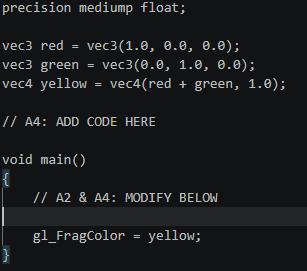 precision mediump float;
vec3 red = vec3(1.0, 0.0, 0.0);
vec3 green = vec3(0.0, 1.0, 0.0);
vec4 yellow = vec4(red + green, 1.0);
// A4: ADD CODE HERE
void main()
{
// A2 & A4: MODIFY BELOW
gl_FragColor = yellow;
}